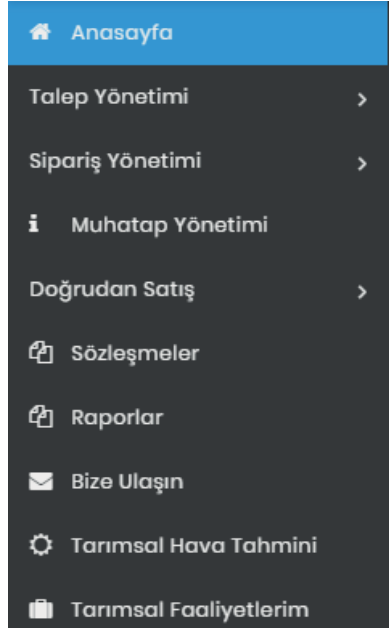 Anasayfa
Talep Yönetimi
Sipariş Yönetimi
Muhatap Yönetimi
Doğrudan Satış
Sözleşmeler
Raporlar
Bize Ulaşın
Tarımsal Hava Tahmini
Tarımsal Faaliyetlerim